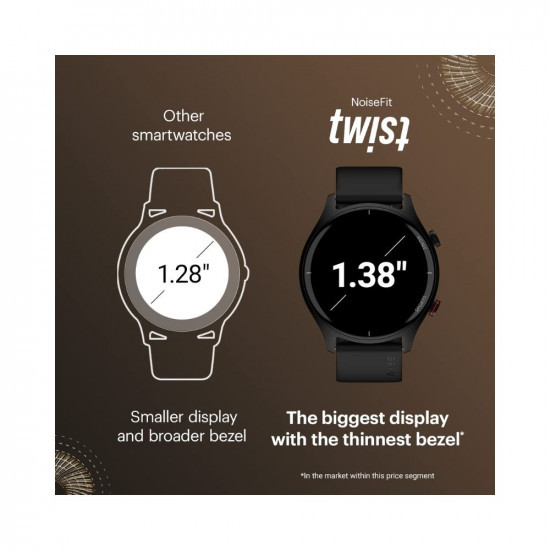 Other
smartwatches
NoiseFit
twist
1.28"
1.38"
Smaller display
and broader bezel
The biggest display
with the thinnest bezel*
*In the market within this price segment